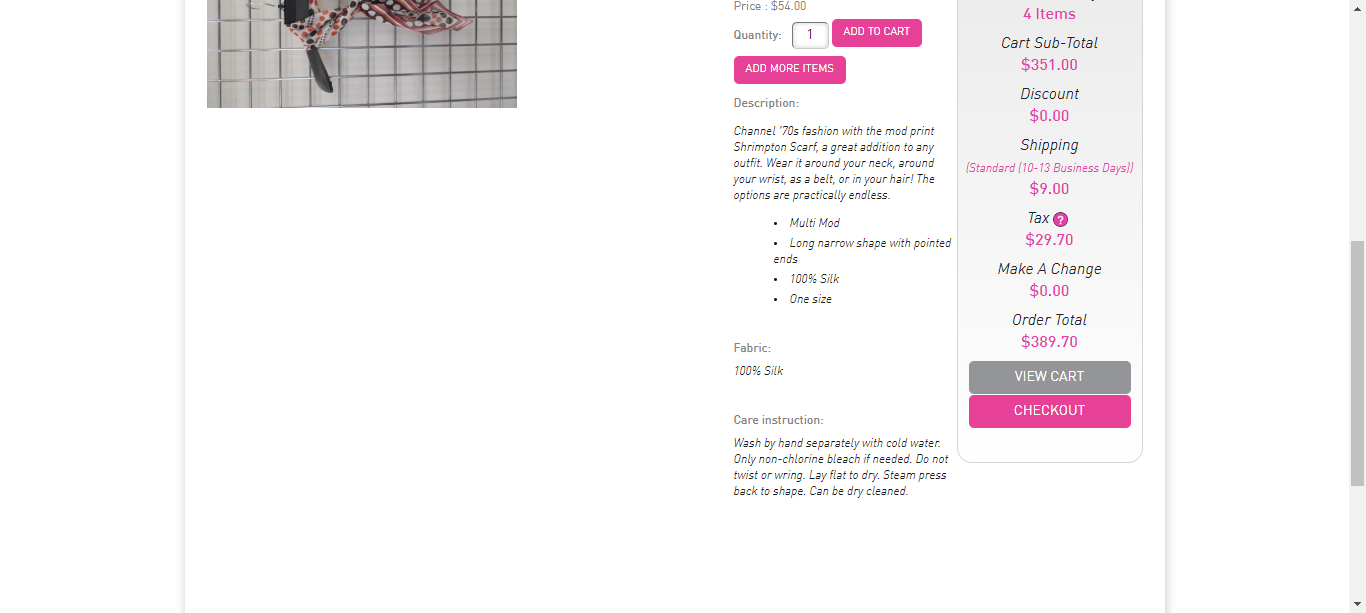 Price : $54.00
Quantity: 1 ADD TO CART
ADD MORE ITEMS
Description:
Channel '70s fashion with the mod print
Shrimpton Scarf, a great addition to any
outfit. Wear it around your neck, around
your wrist, as a belt, or in your hair! The
options are practically endless.
• Multi Mod
• Long narrow shape with pointed
ends
• 100% Silk
• One size
Fabric:
100% Silk
Care instruction:
Wash by hand separately with cold water.
Only non-chlorine bleach if needed. Do not
twist or wring. Lay flat to dry. Steam press
back to shape. Can be dry cleaned.
4 Items
Cart Sub-Total
$351.00
Discount
$0.00
Shipping
(Standard (10-13 Business Days))
$9.00
Tax ?
$29.70
Make A Change
$0.00
Order Total
$389.70
VIEW CART
CHECKOUT